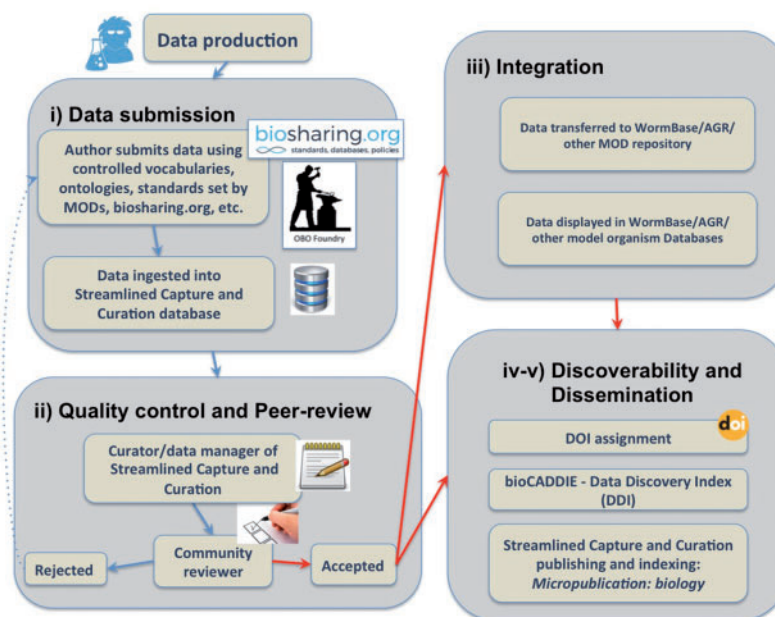 Data production
i) Data submission
biosharing.org
standards, databases, policies
Author submits data using
controlled vocabularies,
ontologies, standards set by
MODs, biosharing.org, etc.
OBO Foundry
Data ingested into
Streamlined Capture and
Curation database
ii) Quality control and Peer-review
Curator/data manager of
Streamlined Capture and
Curation
Rejected
Community
reviewer
Accepted
iii) Integration
Data transferred to WormBase/AGR/
other MOD repository
Data displayed in WormBase/AGR/
other model organism Databases
iv-v) Discoverability and
Dissemination
doi
DOI assignment
bioCADDIE - Data Discovery Index
(DDI)
Streamlined Capture and Curation
publishing and indexing:
Micropublication: biology